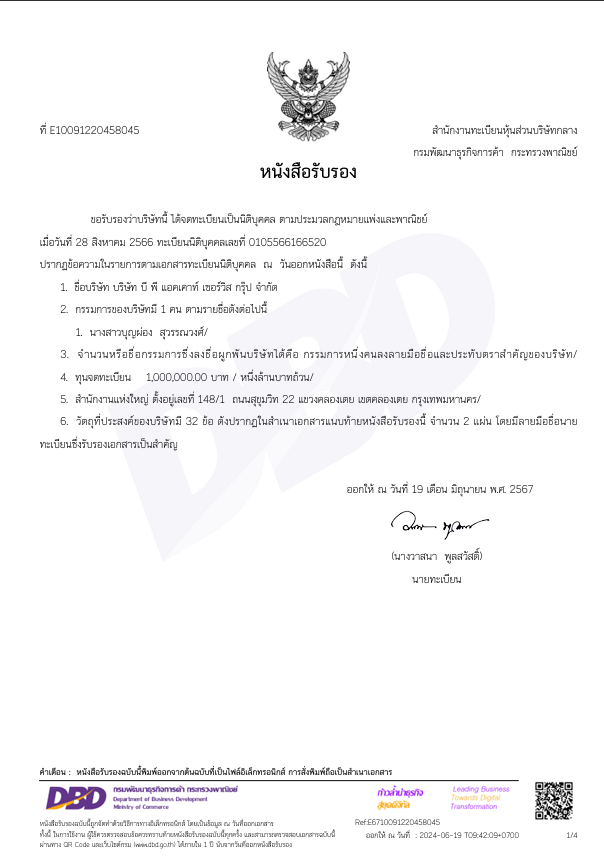 ที่ E10091220458045
สำนักงานทะเบียนหุ้นส่วนบริษัทกลาง
กรมพัฒนาธุรกิจการค้า กระทรวงพาณิชย์
หนังสือรับรอง
ขอรับรองว่าบริษัทนี้ ได้จดทะเบียนเป็นนิติบุคคล ตามประมวลกฎหมายแพ่งและพาณิชย์
เมื่อวันที่ 28 สิงหาคม 2566 ทะเบียนนิติบุคคลเลขที่ 0105566166520
ปรากฏข้อความในรายการตามเอกสารทะเบียนนิติบุคคล ณ วันออกหนังสือนี้ ดังนี้
1. ชื่อบริษัท บริษัท บี พี แอคเคาท์ เซอร์วิส กรุ๊ป จำกัด
2. กรรมการของบริษัทมี 1 คน ตามรายชื่อดังต่อไปนี้
1. นางสาวบุญผ่อง สุวรรณวงศ์/
3. จำนวนหรือชื่อกรรมการซึ่งลงชื่อผูกพันบริษัทได้คือ กรรมการหนึ่งคนลงลายมือชื่อและประทับตราสำคัญของบริษัท/
4. ทุนจดทะเบียน 1,000,000.00 บาท / หนึ่งล้านบาทถ้วน/
5. สำนักงานแห่งใหญ่ ตั้งอยู่เลขที่ 148/1 ถนนสุขุมวิท 22 แขวงคลองเตย เขตคลองเตย กรุงเทพมหานคร/
6. วัตถุที่ประสงค์ของบริษัทมี 32 ข้อ ดังปรากฏในสำเนาเอกสารแนบท้ายหนังสือรับรองนี้ จำนวน 2 แผ่น โดยมีลายมือชื่อนาย
ทะเบียนซึ่งรับรองเอกสารเป็นสำคัญ
DBD
ออกให้ ณ วันที่ 19 เดือน มิถุนายน พ.ศ. 2567
(นางวาสนา พูลสวัสดิ์)
นายทะเบียน
คำเตือน : หนังสือรับรองฉบับนี้พิมพ์ออกจากต้นฉบับที่เป็นไฟล์อิเล็กทรอนิกส์ การสั่งพิมพ์ถือเป็นสำเนาเอกสาร
DBD
กรมพัฒนาธุรกิจการค้า กระทรวงพาณิชย์
Department of Business Development
Ministry of Commerce
ก้าวล้ำนำธุรกิจ
สู่ยุคดิจิทัล
Leading Business
Towards Digital
Transformation
หนังสือรับรองฉบับนี้ถูกจัดทำด้วยวิธีการทางอิเล็กทรอนิกส์ โดยเป็นข้อมูล ณ วันที่ออกเอกสาร
ทั้งนี้ ในการใช้งาน ผู้ใช้ควรตรวจสอบข้อควรทราบท้ายหนังสือรับรองฉบับนี้ทุกครั้ง และสามารถตรวจสอบเอกสารฉบับนี้
ผ่านทาง QR Code และเว็บไซต์กรม (www.dbd.go.th) ได้ภายใน 1 ปี นับจากวันที่ออกหนังสือรับรอง
Ref:E6710091220458045
ออกให้ ณ วันที่ : 2024-06-19 T09:42:09+0700
1/4